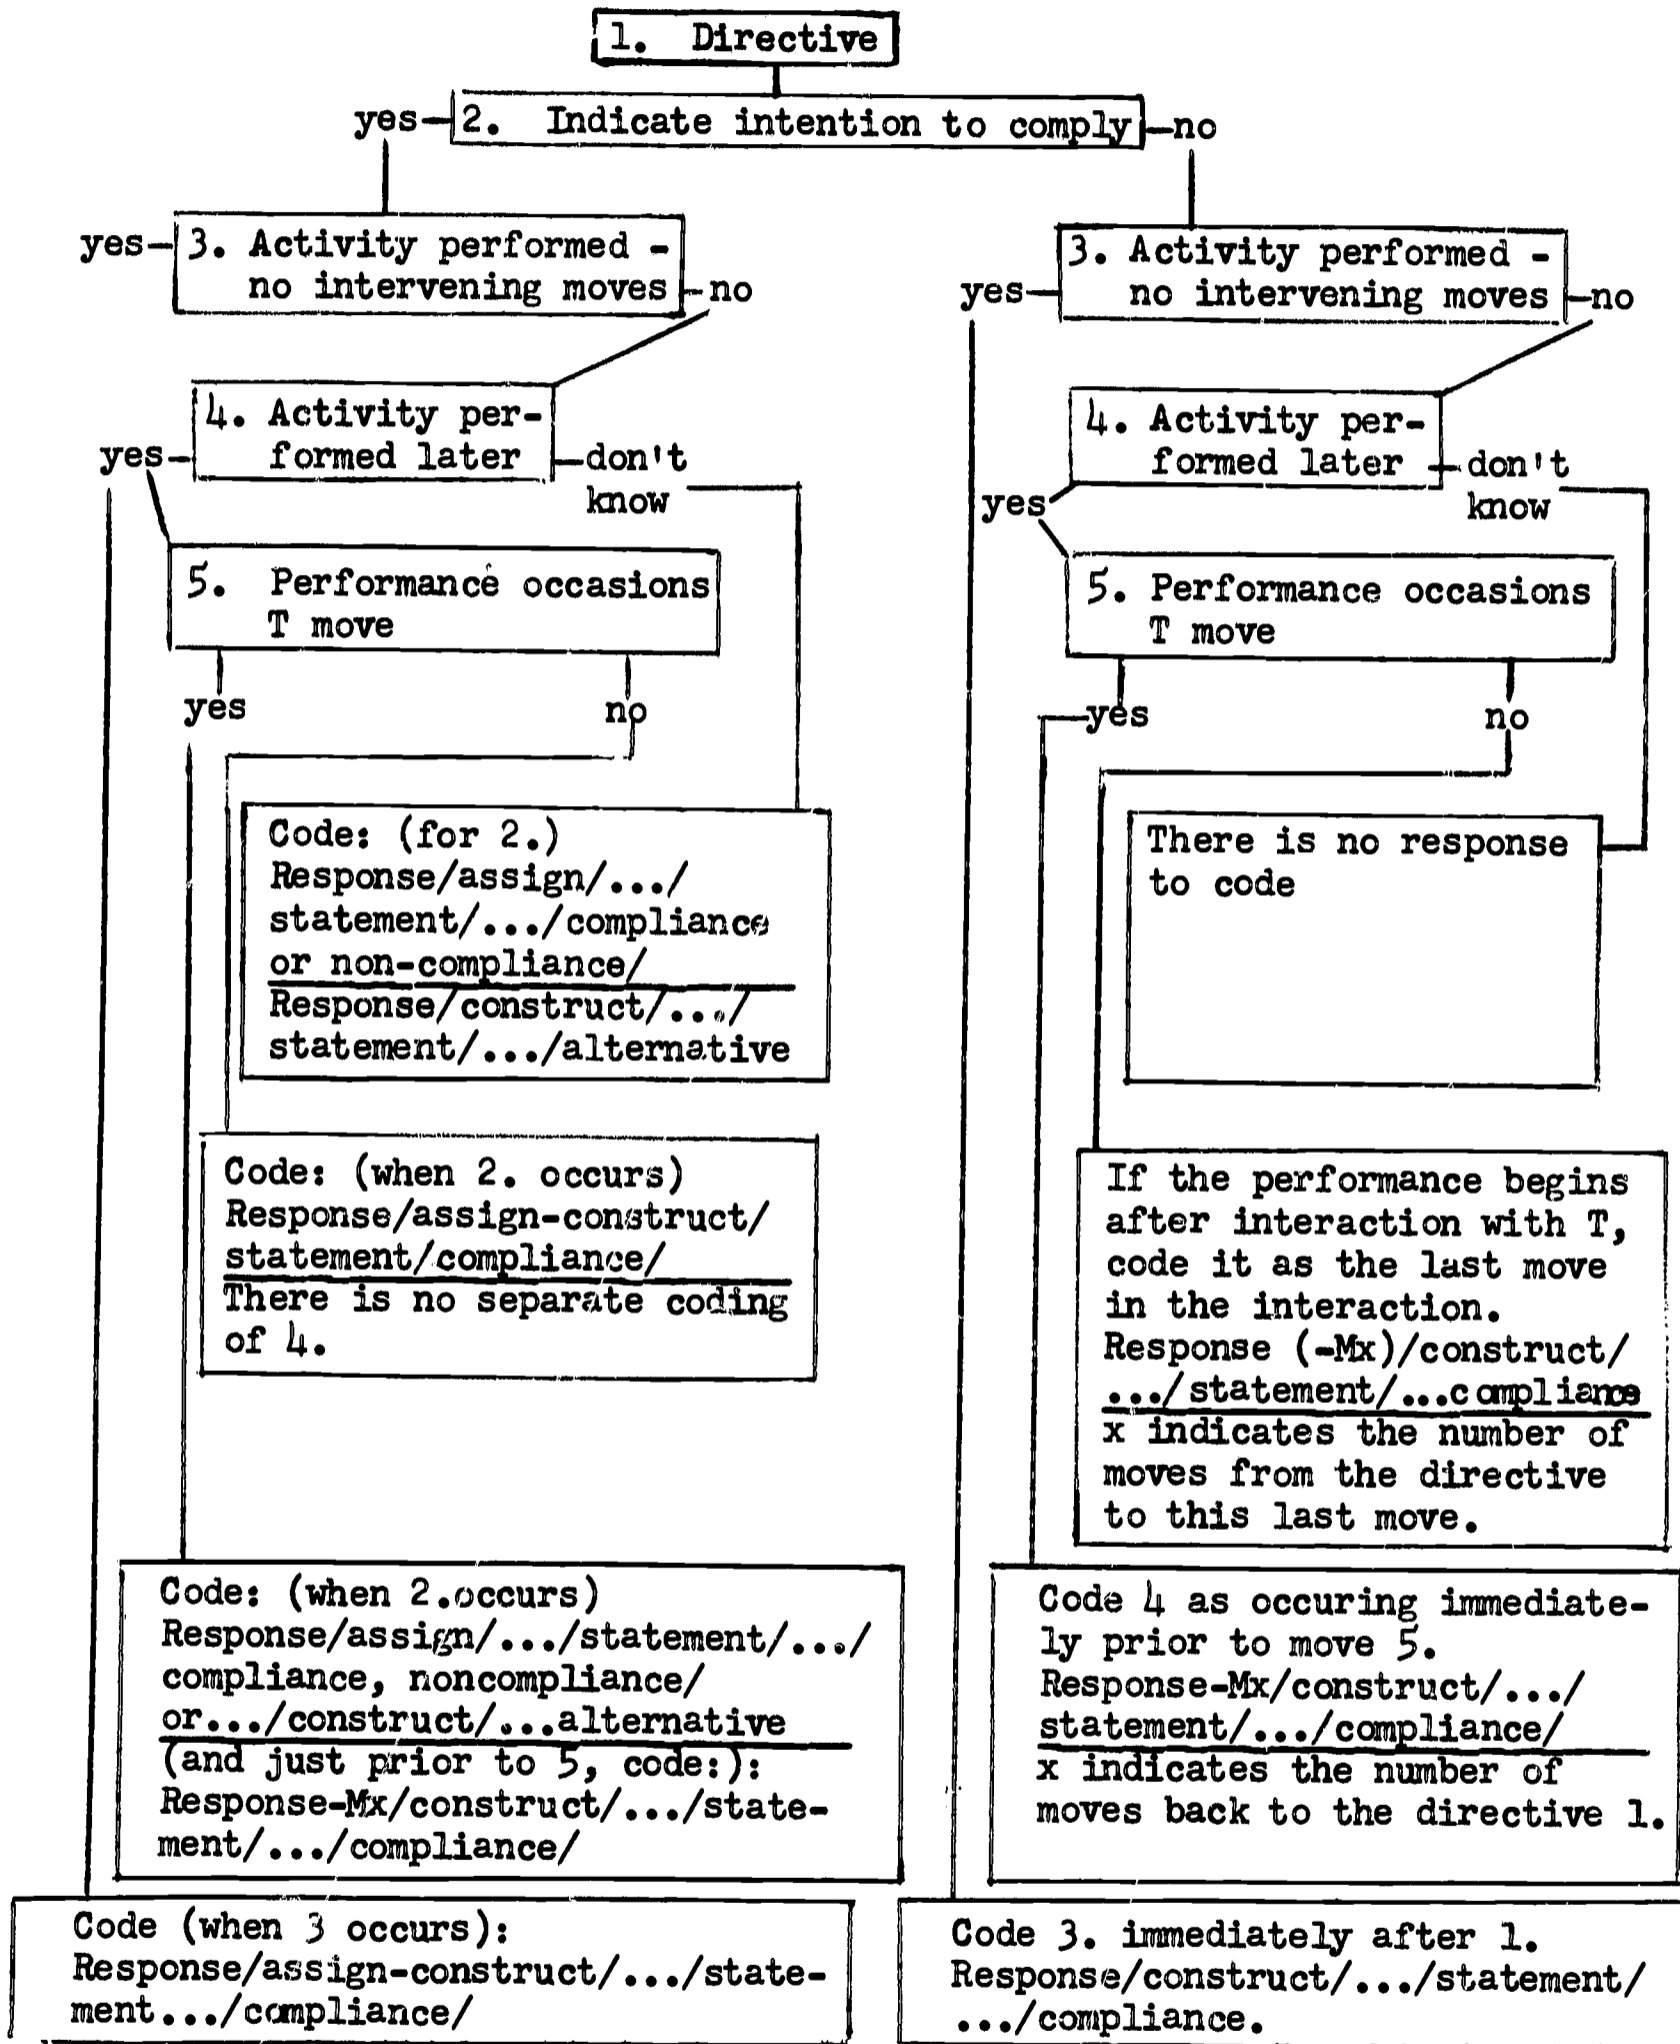 1. Directive
yes
2. Indicate intention to comply
no
yes
3. Activity performed -
no intervening moves
no
4. Activity per-
formed later
yes
don't
know
5. Performance occasions
T move
yes
no
Code: (for 2.)
Response/assign/.../
statement/.../compliance
or non-compliance/
Response/construct/.../
statement/.../alternative
Code: (when 2. occurs)
Response/assign-construct/
statement/compliance/
There is no separate coding
of 4.
Code: (when 2.occurs)
Response/assign/.../statement/.../
compliance, noncompliance/
or.../construct/...alternative
(and just prior to 5, code:):
Response-Mx/construct/.../state-
ment/.../compliance/
Code (when 3 occurs):
Response/assign-construct/.../state-
ment.../compliance/
yes
3. Activity performed -
no intervening moves
no
4. Activity per-
formed later
yes
don't
know
5. Performance occasions
T move
yes
no
There is no response
to code
If the performance begins
after interaction with T,
code it as the last move
in the interaction.
Response (-Mx)/construct/
.../statement/...compliance
x indicates the number of
moves from the directive
to this last move.
Code 4 as occuring immediate-
ly prior to move 5.
Response-Mx/construct/.../
statement/.../compliance/
x indicates the number of
moves back to the directive 1.
Code 3. immediately after 1.
Response/construct/.../statement/
.../compliance.